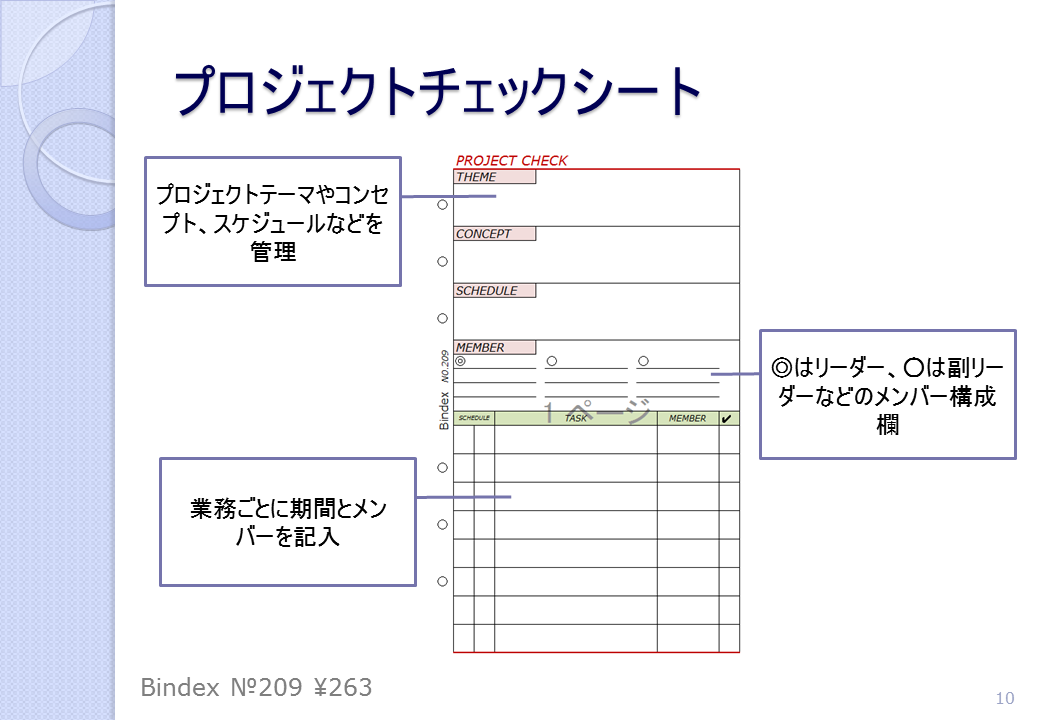 プロジェクトチェックシート
プロジェクトテーマやコンセ
プト、スケジュールなどを
管理
PROJECT CHECK
THEME
CONCEPT
SCHEDULE
MEMBER
◎ ○ ○
◎はリーダー、○は副リー
ダーなどのメンバー構成
欄
Bindex NO.209
1 ページ
SCHEDULE TASK MEMBER ✔
業務ごとに期間とメン
バーを記入
Bindex №209 ¥263
10